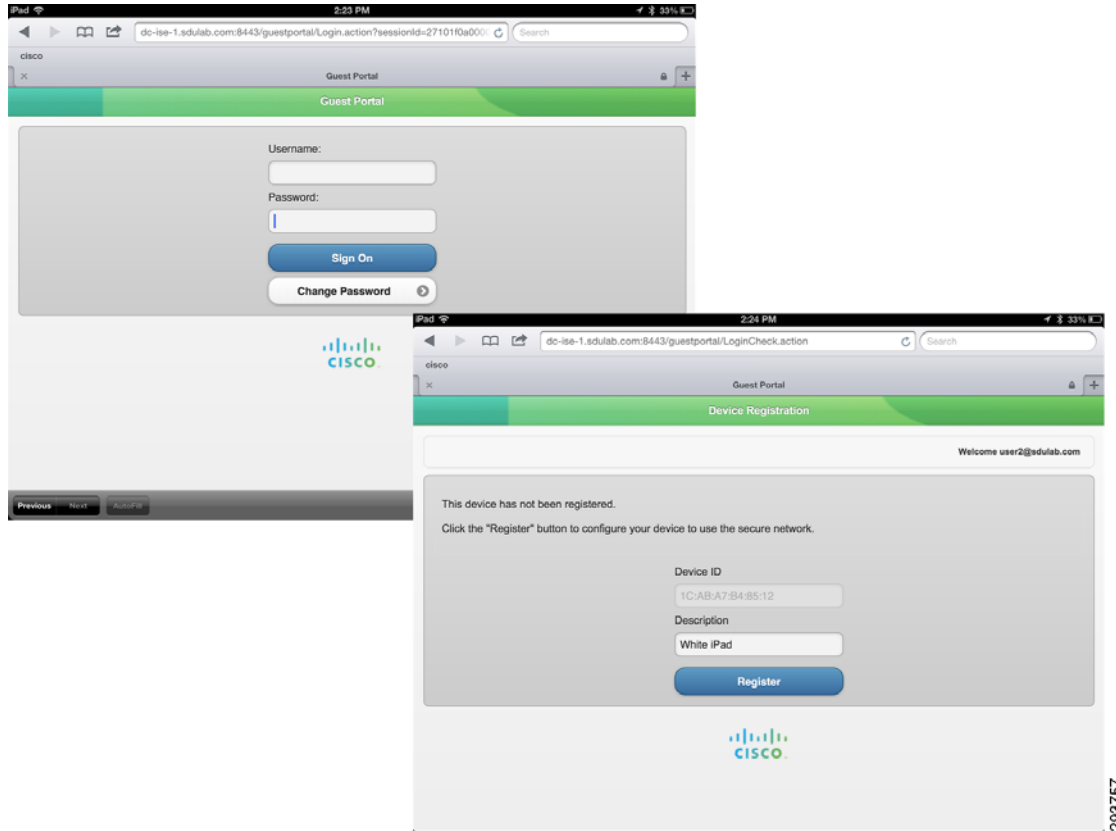 iPad 2:23 PM 33%
dc-ise-1.sdulab.com:8443/guestportal/Login.action?sessionId=27101f0a000 Search
cisco
Guest Portal
Guest Portal
Username:
Password:
Sign On
Change Password
CISCO
Previous Next AutoFill
iPad 2:24 PM 33%
dc-ise-1.sdulab.com:8443/guestportal/LoginCheck.action Search
cisco
Guest Portal
Device Registration
Welcome user2@sdulab.com
This device has not been registered.
Click the "Register" button to configure your device to use the secure network.
Device ID
1C:AB:A7:B4:85:12
Description
White iPad
Register
CISCO